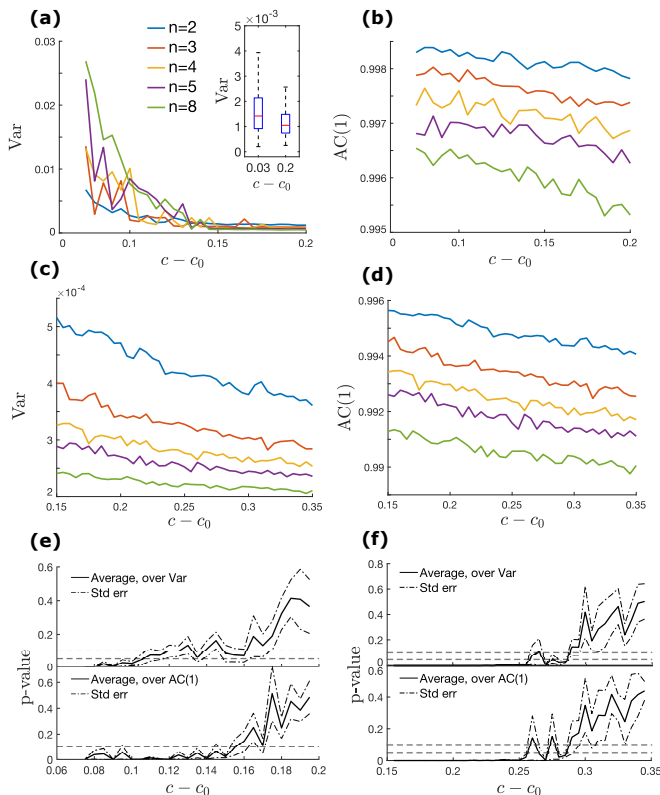 (a)
n=2
n=3
n=4
n=5
n=8
Var
0.03
0.02
0.01
0
0 0.1 0.2
c − c0
5 ×10−3
Var
4
3
2
1
0
0.03 0.2
c − c0
(b)
AC(1)
0.998
0.997
0.996
0.995
0 0.1 0.15 0.2
c − c0
(c)
×10−4
Var
5
4
3
2
0.15 0.2 0.25 0.3 0.35
c − c0
(d)
AC(1)
0.996
0.994
0.992
0.99
0.15 0.2 0.25 0.3 0.35
c − c0
(e)
p-value
0.6
0.4
0.2
0
Average, over Var
Std err
0.6
0.4
0.2
0
Average, over AC(1)
Std err
0.06 0.08 0.1 0.12 0.14 0.16 0.18 0.2
c − c0
(f)
p-value
0.8
0.6
0.4
0.2
0
Average, over Var
Std err
0.6
0.4
0.2
0
Average, over AC(1)
Std err
0.15 0.2 0.25 0.3 0.35
c − c0